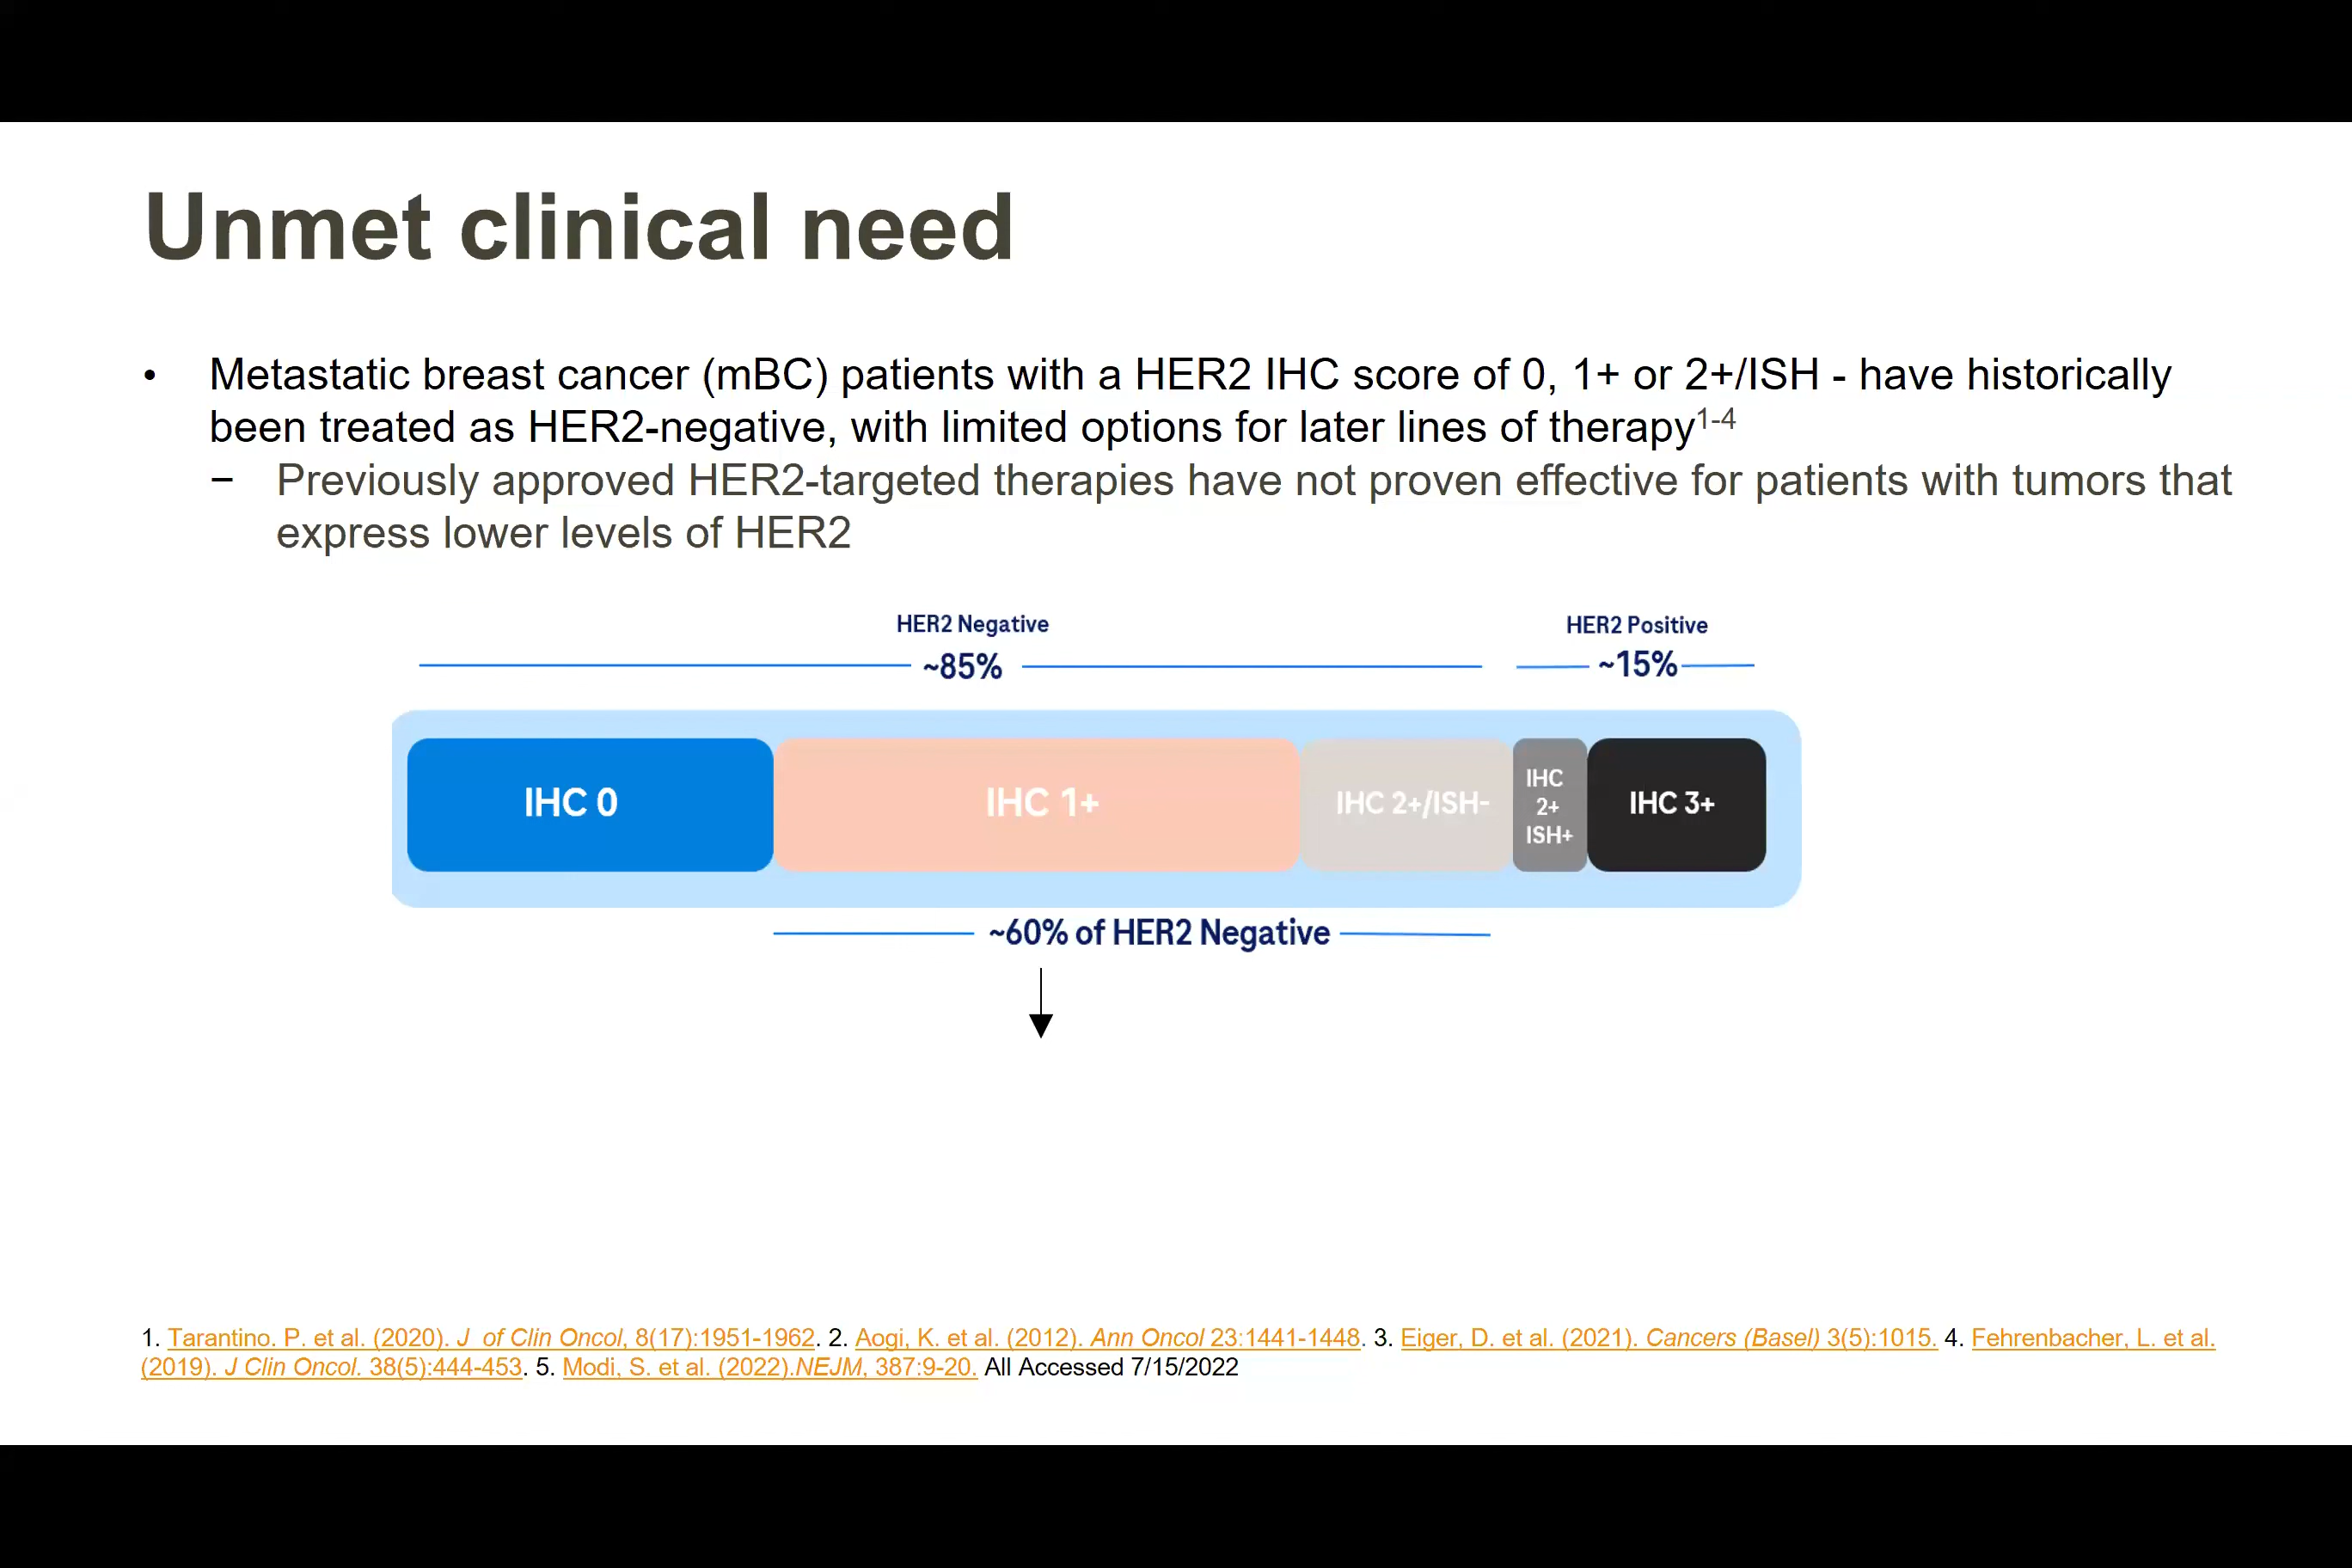 Unmet clinical need
• Metastatic breast cancer (mBC) patients with a HER2 IHC score of 0, 1+ or 2+/ISH - have historically
been treated as HER2-negative, with limited options for later lines of therapy1-4
− Previously approved HER2-targeted therapies have not proven effective for patients with tumors that
express lower levels of HER2
HER2 Negative
~85%
HER2 Positive
~15%
IHC 0
IHC 1+
IHC 2+/ISH-
IHC
2+
ISH+
IHC 3+
~60% of HER2 Negative
1. Tarantino. P. et al. (2020). J of Clin Oncol, 8(17):1951-1962. 2. Aogi, K. et al. (2012). Ann Oncol 23:1441-1448. 3. Eiger, D. et al. (2021). Cancers (Basel) 3(5):1015. 4. Fehrenbacher, L. et al.
(2019). J Clin Oncol. 38(5):444-453. 5. Modi, S. et al. (2022).NEJM, 387:9-20. All Accessed 7/15/2022